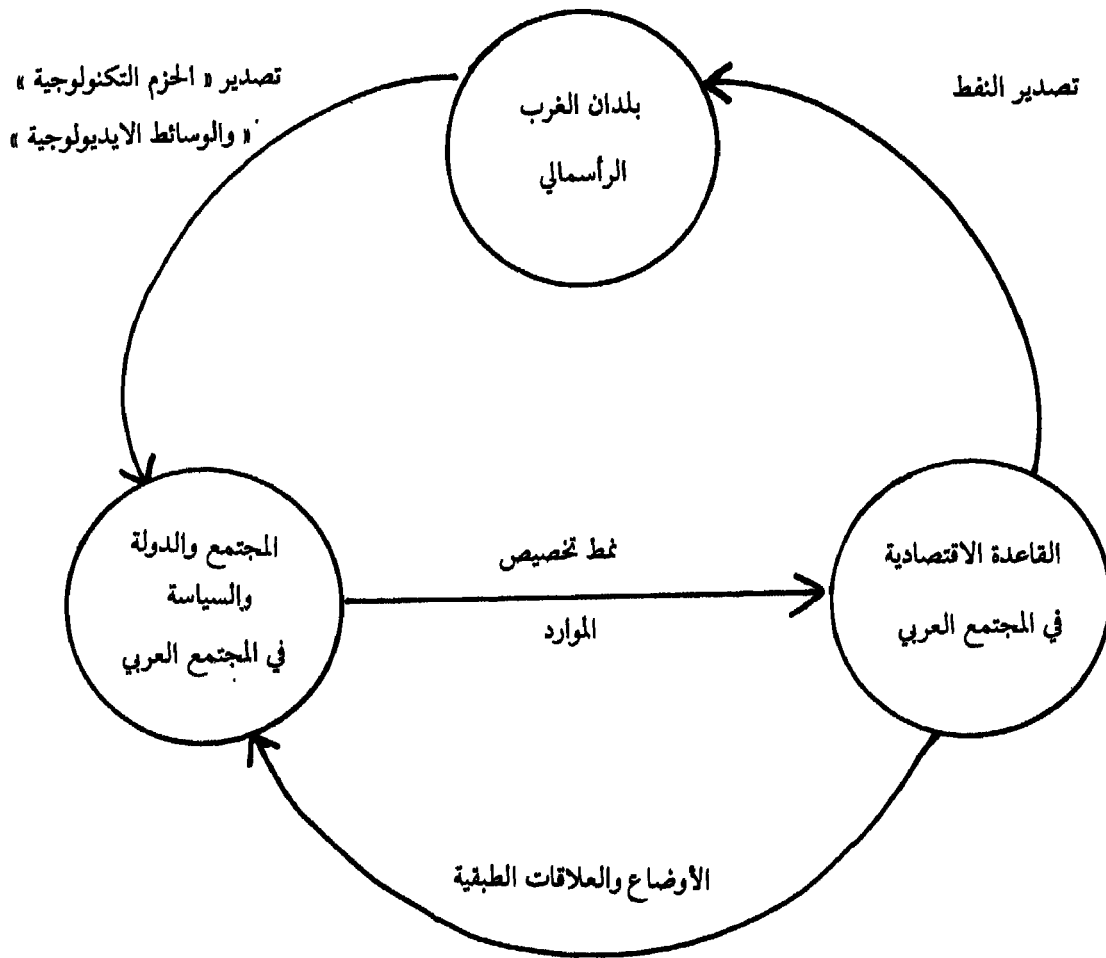 تصدير النفط
بلدان الغرب
الرأسمالي
تصدير « الحزم التكنولوجية »
« والوسائط الايديولوجية »
القاعدة الاقتصادية
في المجتمع العربي
نمط تخصيص
الموارد
المجتمع والدولة
والسياسة
في المجتمع العربي
الأوضاع والعلاقات الطبقية